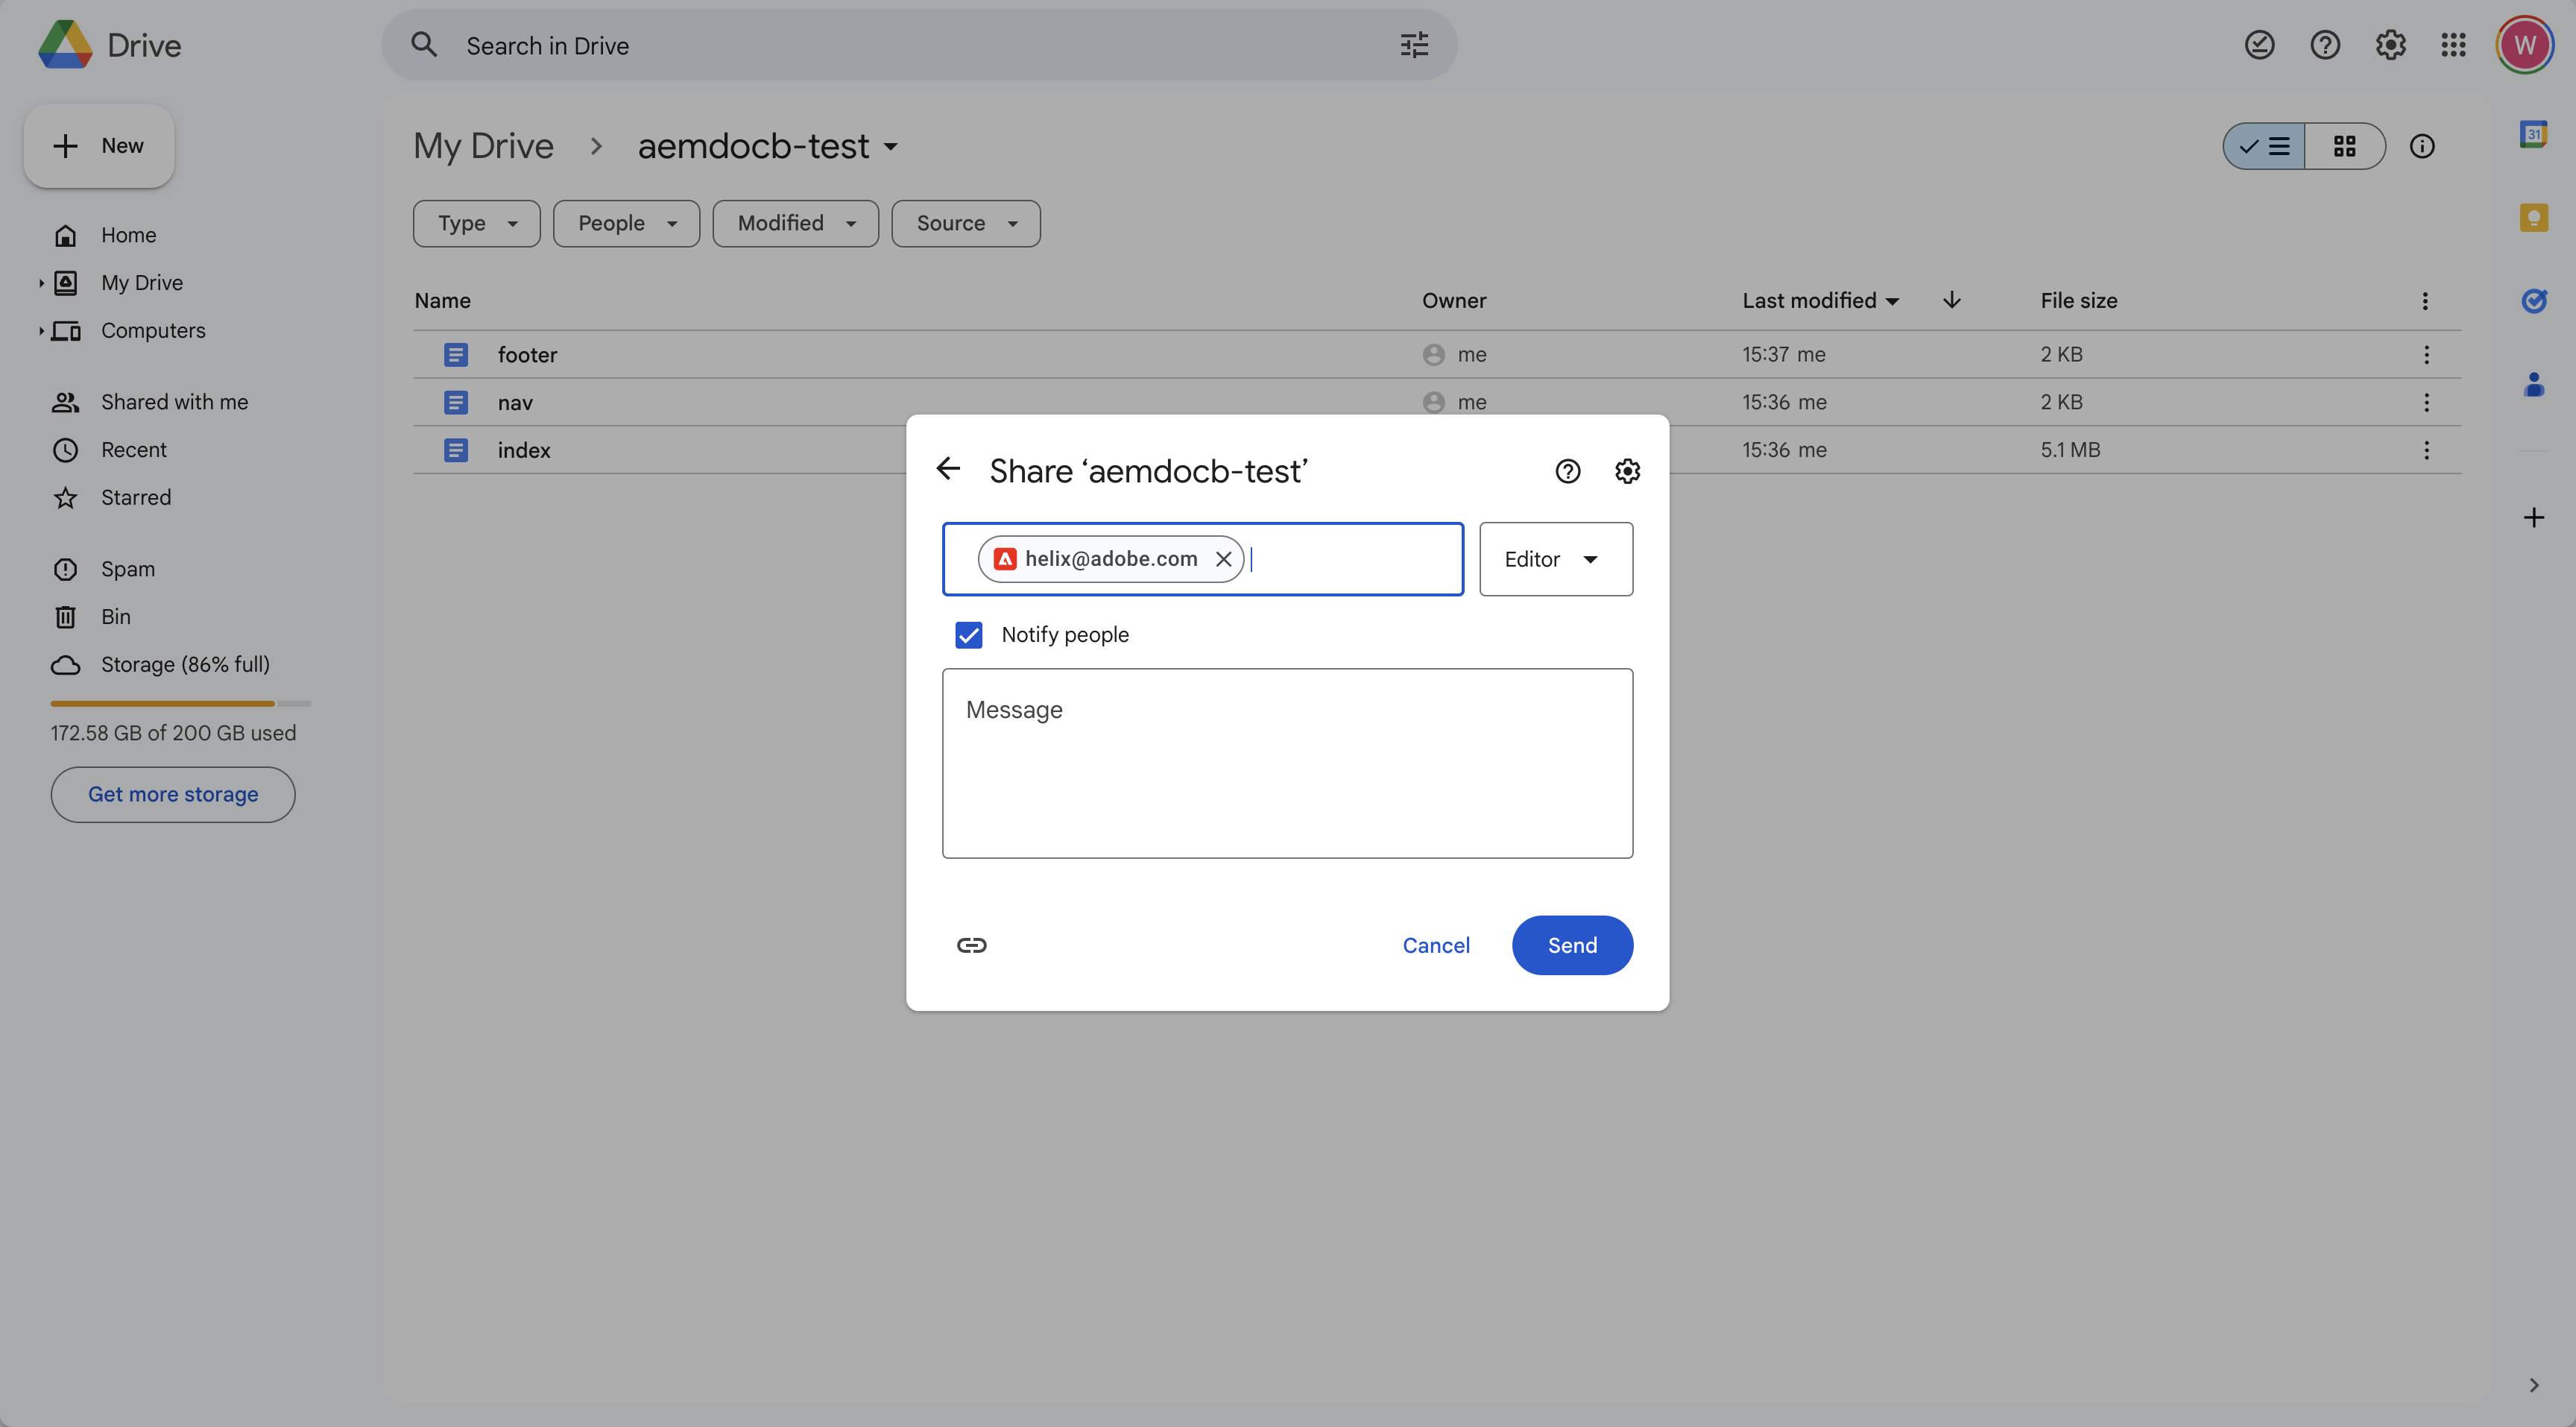 Drive
Search in Drive
W
New
My Drive
aemdocb-test
31
Type
People
Modified
Source
Home
My Drive
Computers
Shared with me
Recent
Starred
Spam
Bin
Storage (86% full)
172.58 GB of 200 GB used
Get more storage
Name Owner Last modified File size
footer me 15:37 me 2 KB
nav me 15:36 me 2 KB
index 15:36 me 5.1 MB
Share ‘aemdocb-test’
helix@adobe.com
Editor
Notify people
Message
Cancel
Send